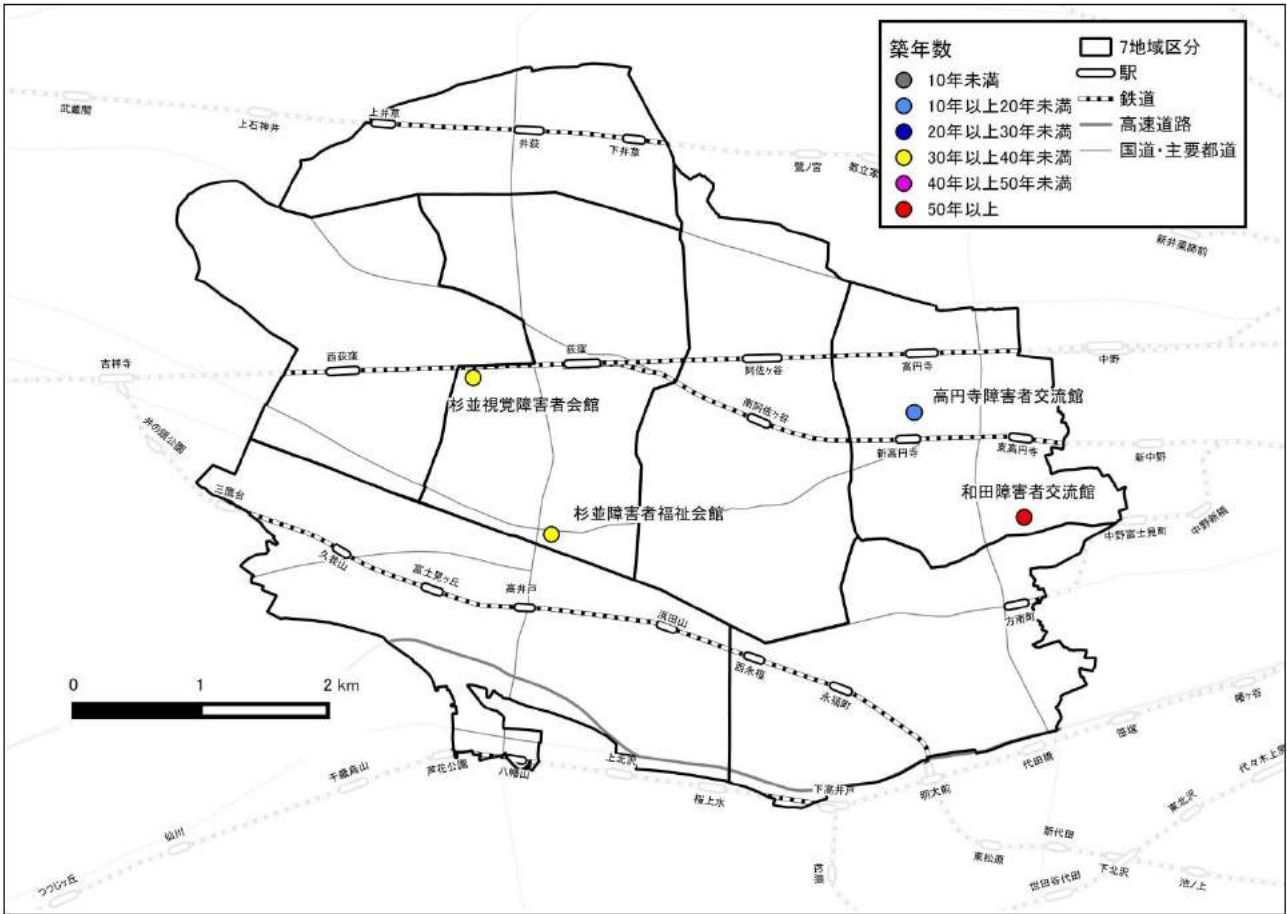 築年数
10年未満
10年以上20年未満
20年以上30年未満
30年以上40年未満
40年以上50年未満
50年以上
7地域区分
駅
鉄道
高速道路
国道・主要都道
武蔵関
上石神井
上井草
井荻
下井草
鷺ノ宮
都立家
新井薬師前
吉祥寺
西荻窪
荻窪
阿佐ヶ谷
高円寺
中野
杉並視覚障害者会館
高円寺障害者交流館
南阿佐ヶ谷
新高円寺
東高円寺
新中野
井の頭公園
三鷹台
和田障害者交流館
杉並障害者福祉会館
中野富士見町
中野新橋
久我山
富士見ヶ丘
高井戸
浜田山
西永福
永福町
方南町
0 1 2 km
千歳烏山
芦花公園
八幡山
上北沢
桜上水
下高井戸
明大前
代田橋
笹塚
幡ヶ谷
代々木上原
東北沢
仙川
つつじヶ丘
東松原
新代田
下北沢
池ノ上
世田谷代田